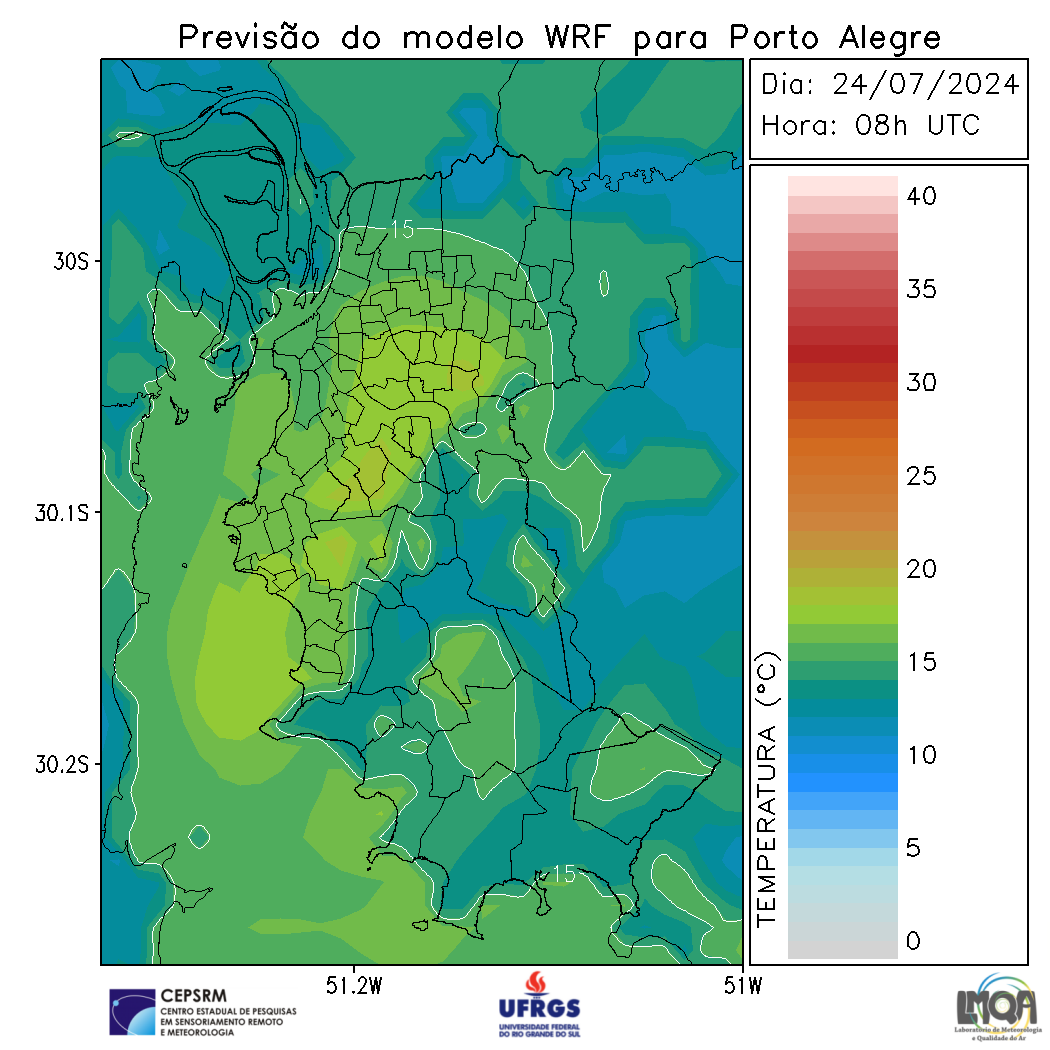 Previsão do modelo WRF para Porto Alegre
Dia: 24/07/2024
Hora: 08h UTC
15
15
30S
30.1S
30.2S
51.2W
51W
TEMPERATURA (°C)
40
35
30
25
20
15
10
5
0
CEPSRM
CENTRO ESTADUAL DE PESQUISAS
EM SENSORIAMENTO REMOTO
E METEOROLOGIA
UFRGS
UNIVERSIDADE FEDERAL
DO RIO GRANDE DO SUL
LMQA
Laboratório de Meteorologia
e Qualidade do Ar